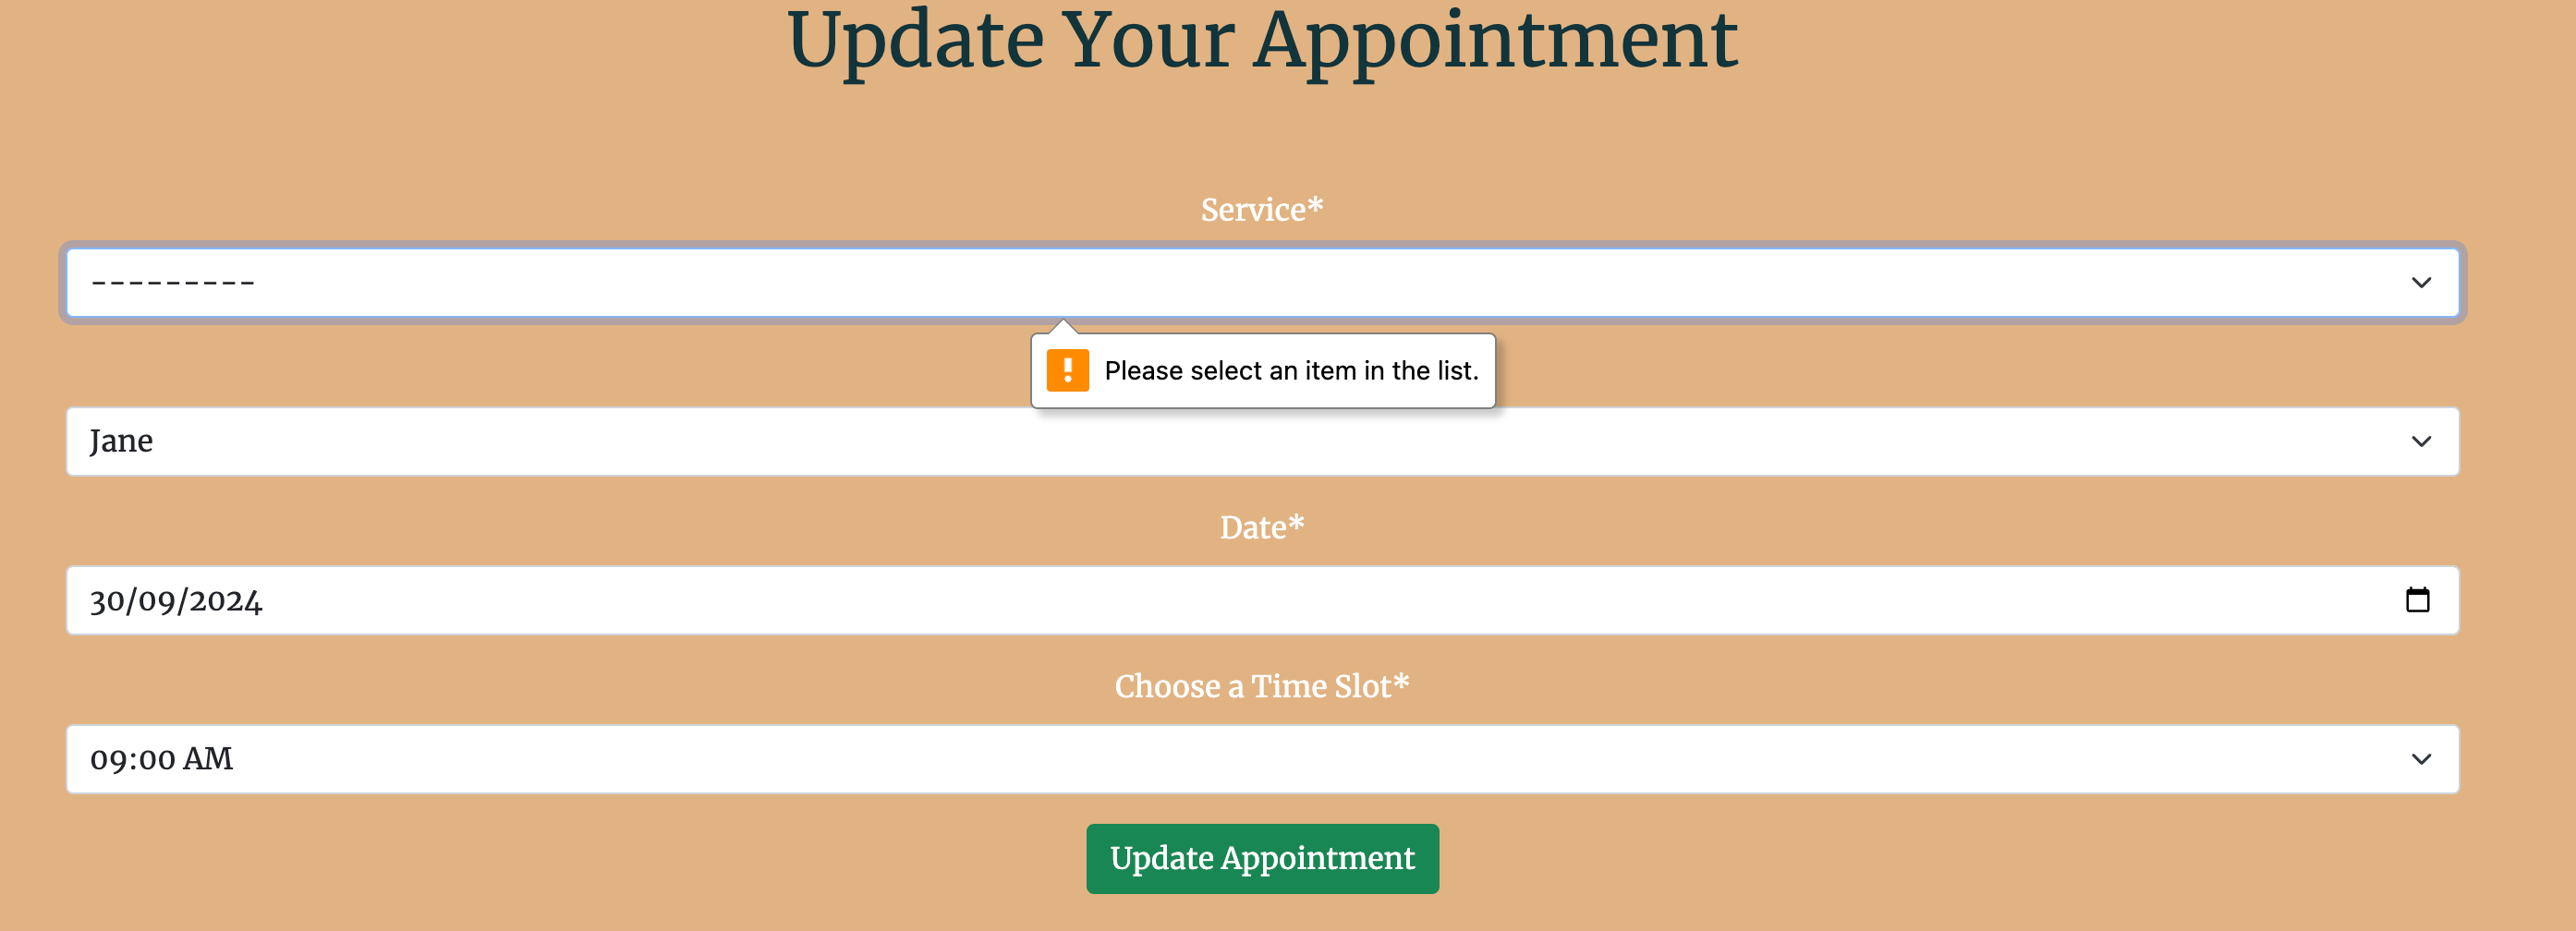 Update Your Appointment
Service*
---------
Please select an item in the list.
Jane
Date*
30/09/2024
Choose a Time Slot*
09:00 AM
Update Appointment